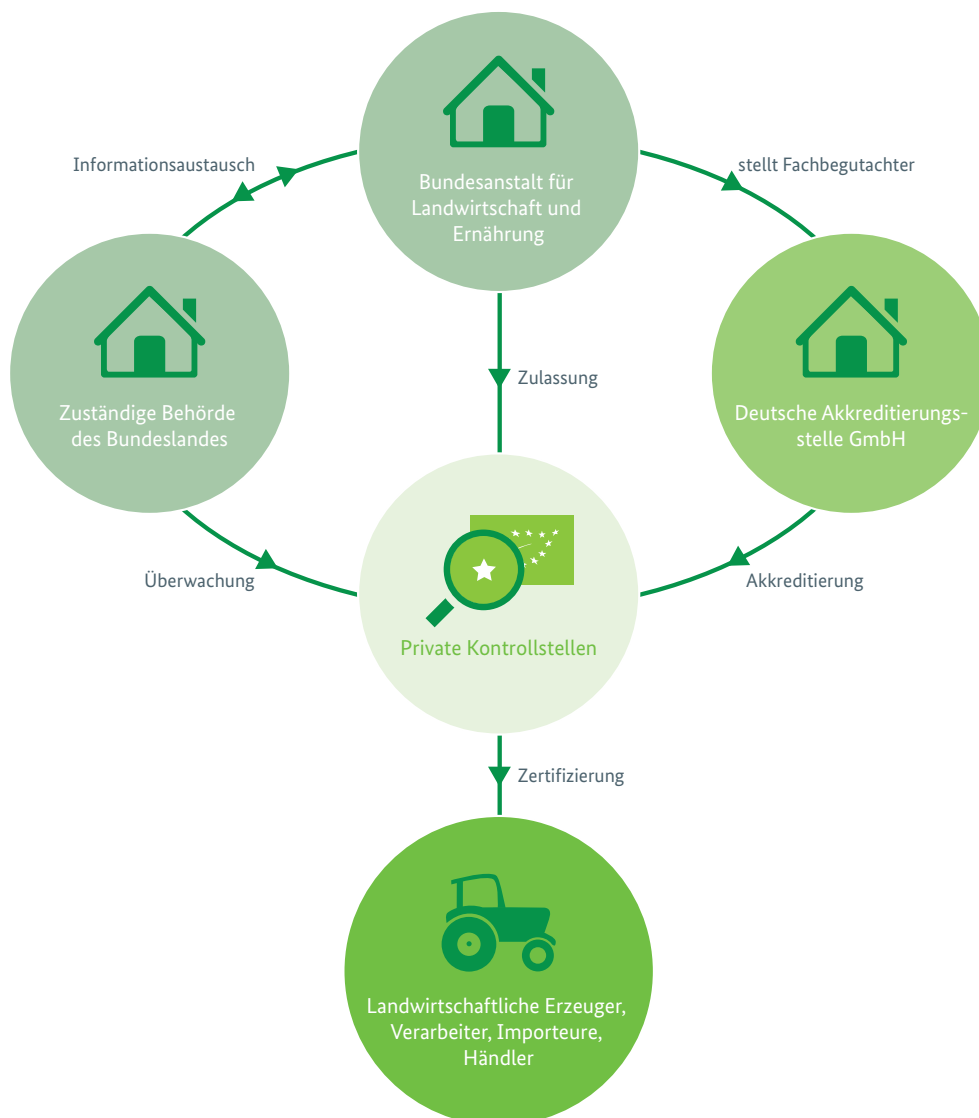 Informationsaustausch
stellt Fachbegutachter
Bundesanstalt für
Landwirtschaft und
Ernährung
Zuständige Behörde
des Bundeslandes
Zulassung
Deutsche Akkreditierungs-
stelle GmbH
Überwachung
Akkreditierung
Private Kontrollstellen
Zertifizierung
Landwirtschaftliche Erzeuger,
Verarbeiter, Importeure,
Händler